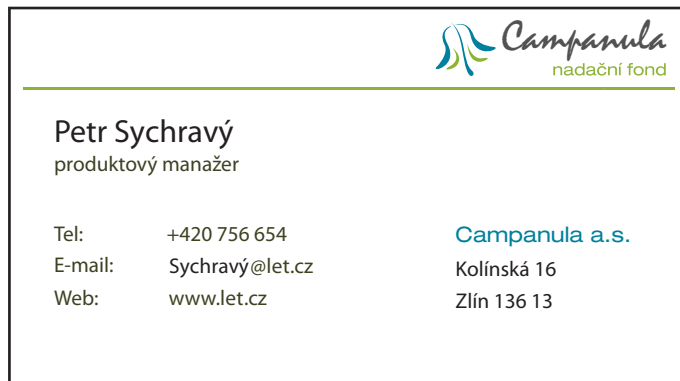 Campanula
nadační fond
Petr Sychravý
produktový manažer
Tel: +420 756 654
E-mail: Sychravý@let.cz
Web: www.let.cz
Campanula a.s.
Kolínská 16
Zlín 136 13